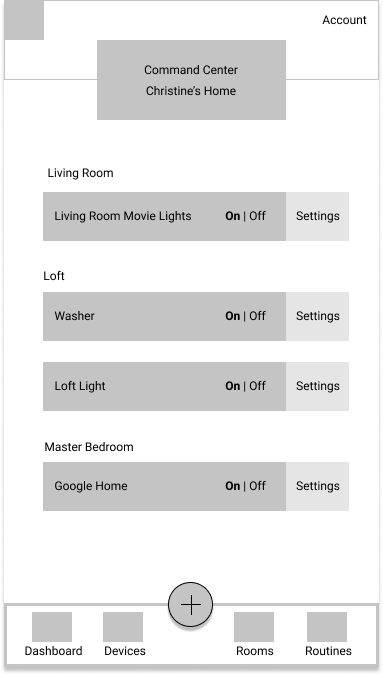 Account
Command Center
Christine’s Home
Living Room
Living Room Movie Lights On | Off Settings
Loft
Washer On | Off Settings
Loft Light On | Off Settings
Master Bedroom
Google Home On | Off Settings
Dashboard Devices Rooms Routines